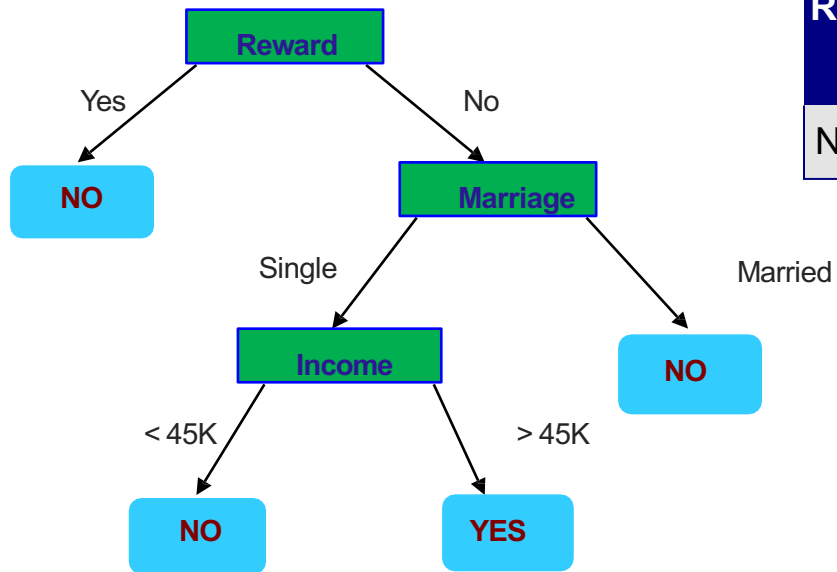 Reward
Yes
No
NO
Marriage
Single
Married
Income
NO
< 45K
> 45K
NO
YES